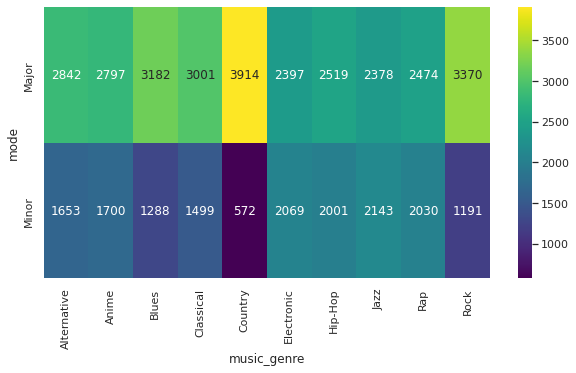 mode
Major
2842 2797 3182 3001 3914 2397 2519 2378 2474 3370
Minor
1653 1700 1288 1499 572 2069 2001 2143 2030 1191
Alternative
Anime
Blues
Classical
Country
Electronic
Hip-Hop
Jazz
Rap
Rock
music_genre
3500
3000
2500
2000
1500
1000